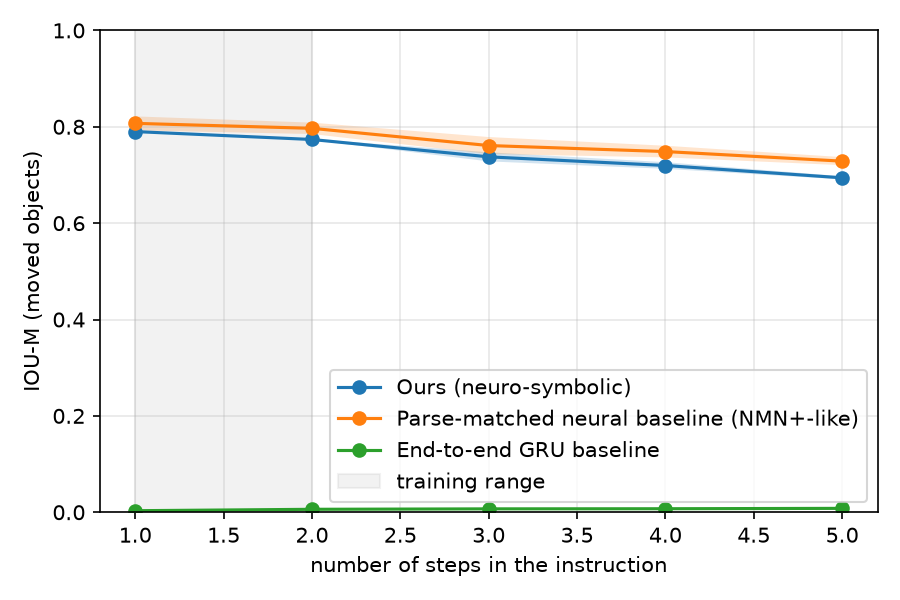 1.0
0.8
0.6
0.4
0.2
0.0
IOU-M (moved objects)
Ours (neuro-symbolic)
Parse-matched neural baseline (NMN+-like)
End-to-end GRU baseline
training range
1.0 1.5 2.0 2.5 3.0 3.5 4.0 4.5 5.0
number of steps in the instruction